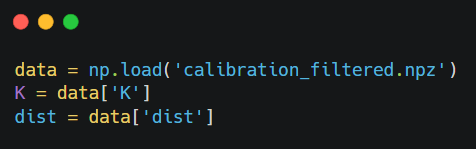 data = np.load('calibration_filtered.npz')
K = data['K']
dist = data['dist']